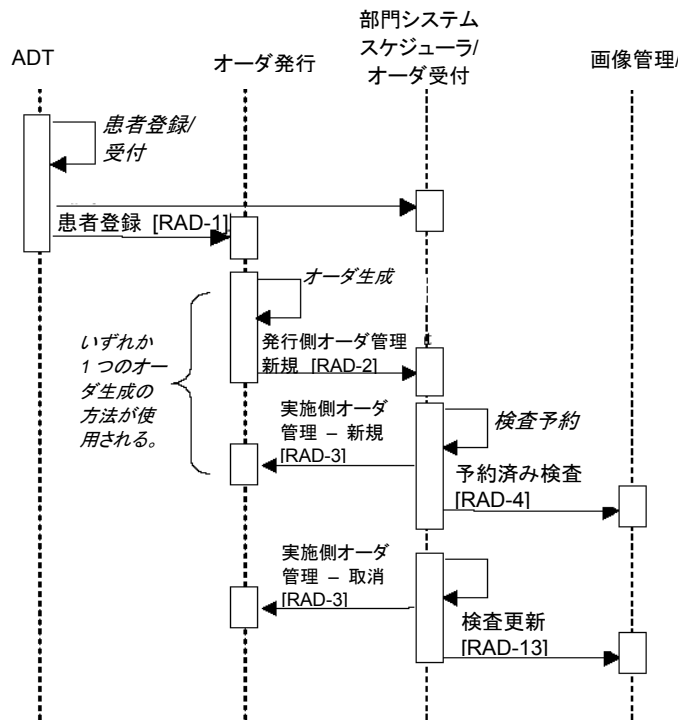 ADT
オーダ発行
部門システム
スケジューラ/
オーダ受付
画像管理/
患者登録/
受付
患者登録 [RAD-1]
オーダ生成
いずれか
1 つのオー
ダ生成の
方法が使
用される。
発行側オーダ管理
新規 [RAD-2]
実施側オーダ
管理 – 新規
[RAD-3]
検査予約
予約済み検査
[RAD-4]
実施側オーダ
管理 – 取消
[RAD-3]
検査更新
[RAD-13]